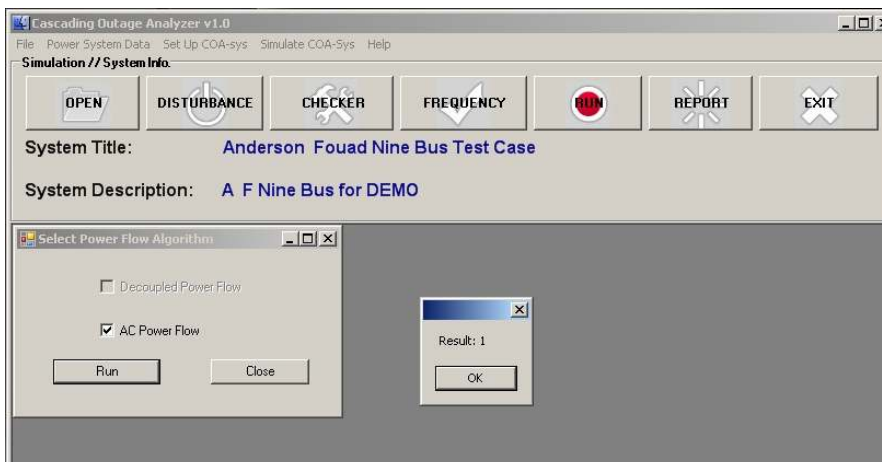 Cascading Outage Analyzer v1.0
File Power System Data Set Up COA-sys Simulate COA-Sys Help
Simulation // System Info.
OPEN DISTURBANCE CHECKER FREQUENCY RUN REPORT EXIT
System Title: Anderson Fouad Nine Bus Test Case
System Description: A F Nine Bus for DEMO
Select Power Flow Algorithm
Decoupled Power Flow
AC Power Flow
Run Close
Result: 1
OK